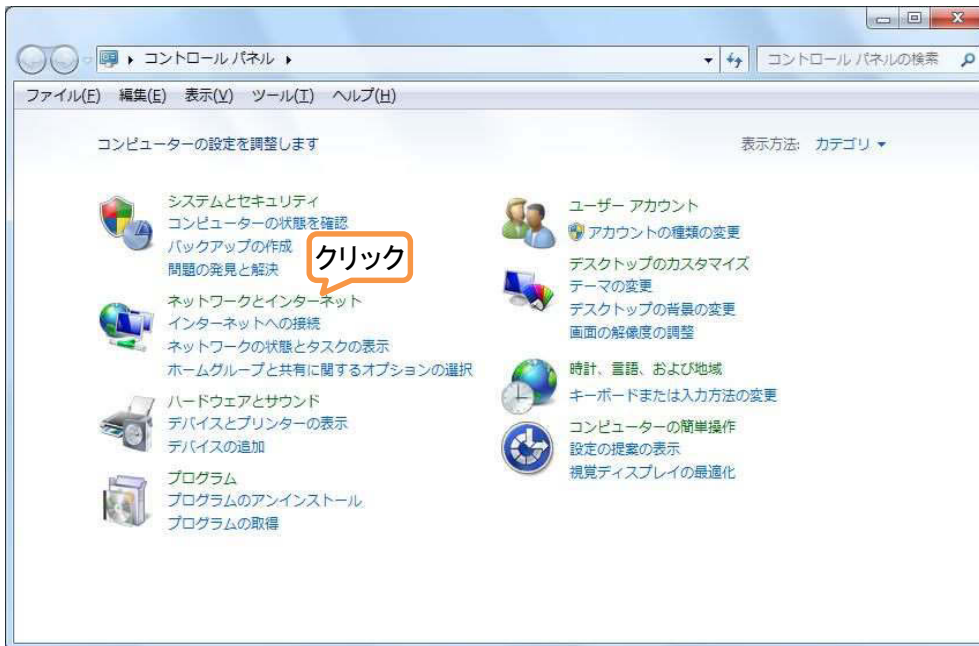 コントロール パネル
コントロール パネルの検索
ファイル(F) 編集(E) 表示(V) ツール(T) ヘルプ(H)
コンピューターの設定を調整します
表示方法: カテゴリ
システムとセキュリティ
コンピューターの状態を確認
バックアップの作成
問題の発見と解決
クリック
ネットワークとインターネット
インターネットへの接続
ネットワークの状態とタスクの表示
ホームグループと共有に関するオプションの選択
ハードウェアとサウンド
デバイスとプリンターの表示
デバイスの追加
プログラム
プログラムのアンインストール
プログラムの取得
ユーザー アカウント
アカウントの種類の変更
デスクトップのカスタマイズ
テーマの変更
デスクトップの背景の変更
画面の解像度の調整
時計、言語、および地域
キーボードまたは入力方法の変更
コンピューターの簡単操作
設定の提案の表示
視覚ディスプレイの最適化